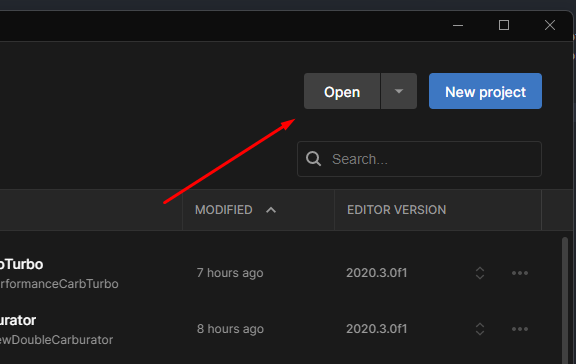 Open
New project
Search...
MODIFIED EDITOR VERSION
oTurbo
7 hours ago 2020.3.0f1
erformanceCarbTurbo
urator
8 hours ago 2020.3.0f1
ewDoubleCarburator